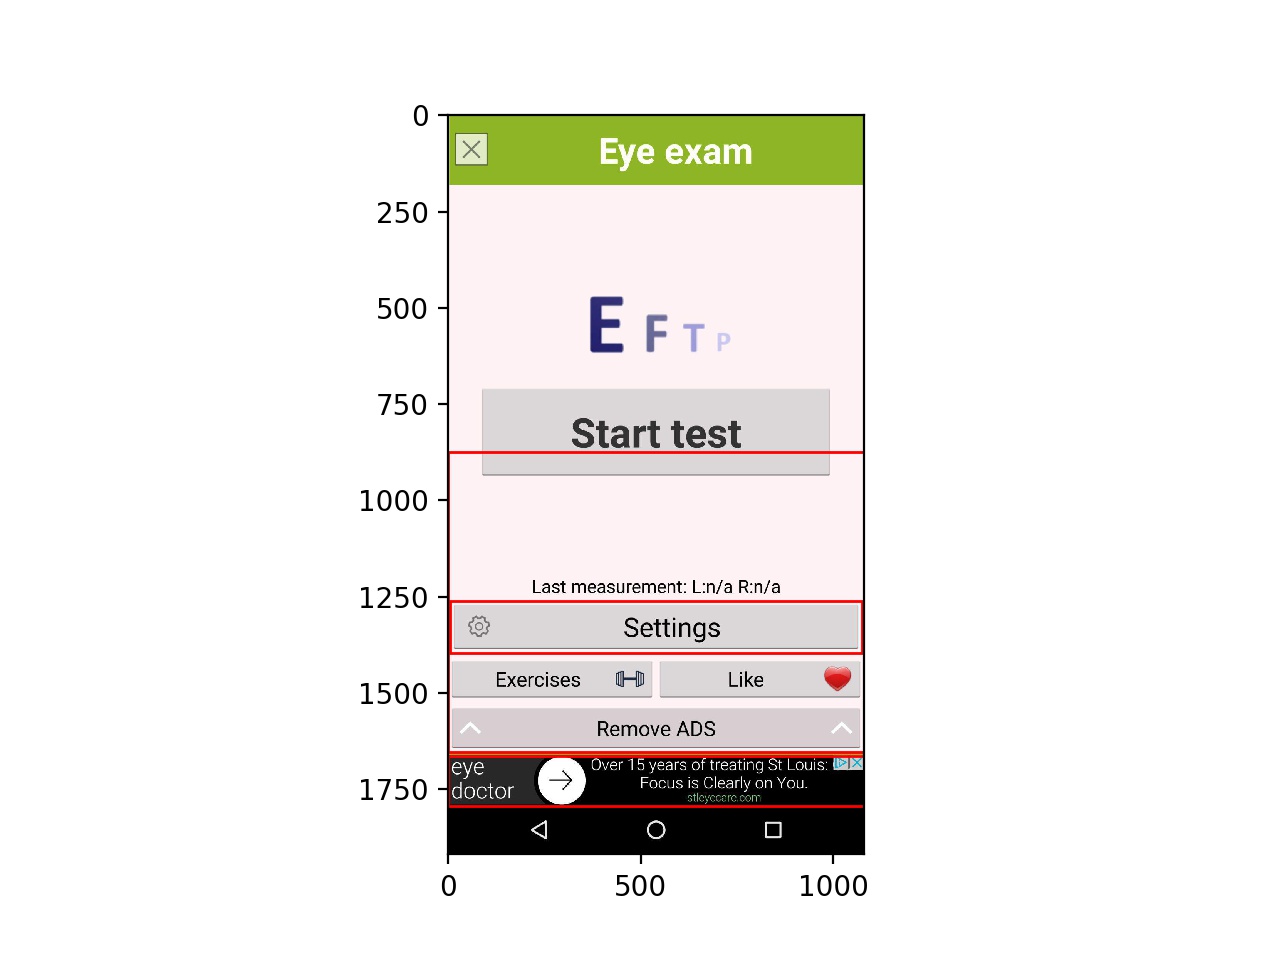 0
250
500
750
1000
1250
1500
1750
0 500 1000
Eye exam
E F T P
Start test
Last measurement: L:n/a R:n/a
Settings
Exercises
Like
Remove ADS
eye
doctor
Over 15 years of treating St Louis:
Focus is Clearly on You.
stleycare.com